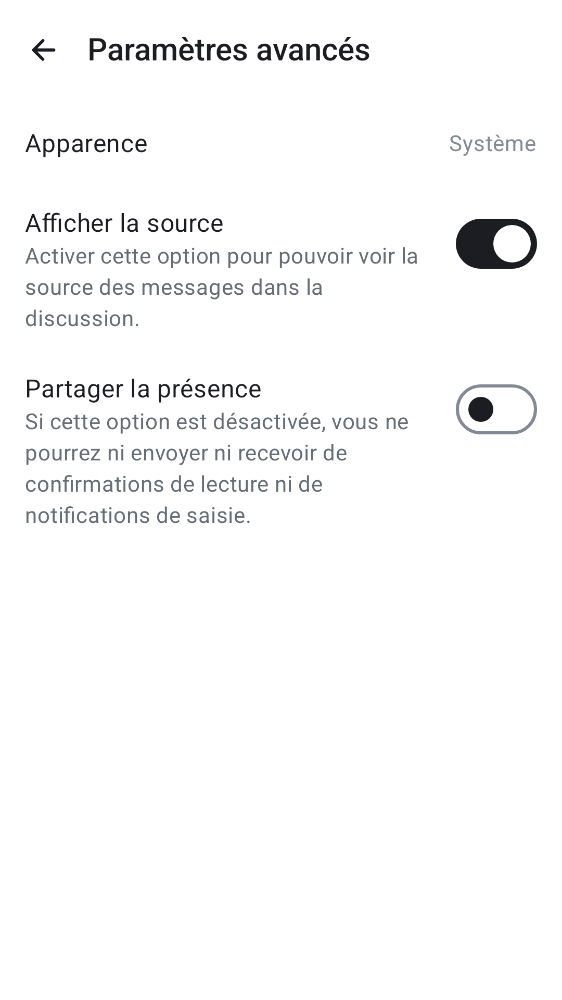 Paramètres avancés
Apparence
Système
Afficher la source
Activer cette option pour pouvoir voir la
source des messages dans la
discussion.
Partager la présence
Si cette option est désactivée, vous ne
pourrez ni envoyer ni recevoir de
confirmations de lecture ni de
notifications de saisie.